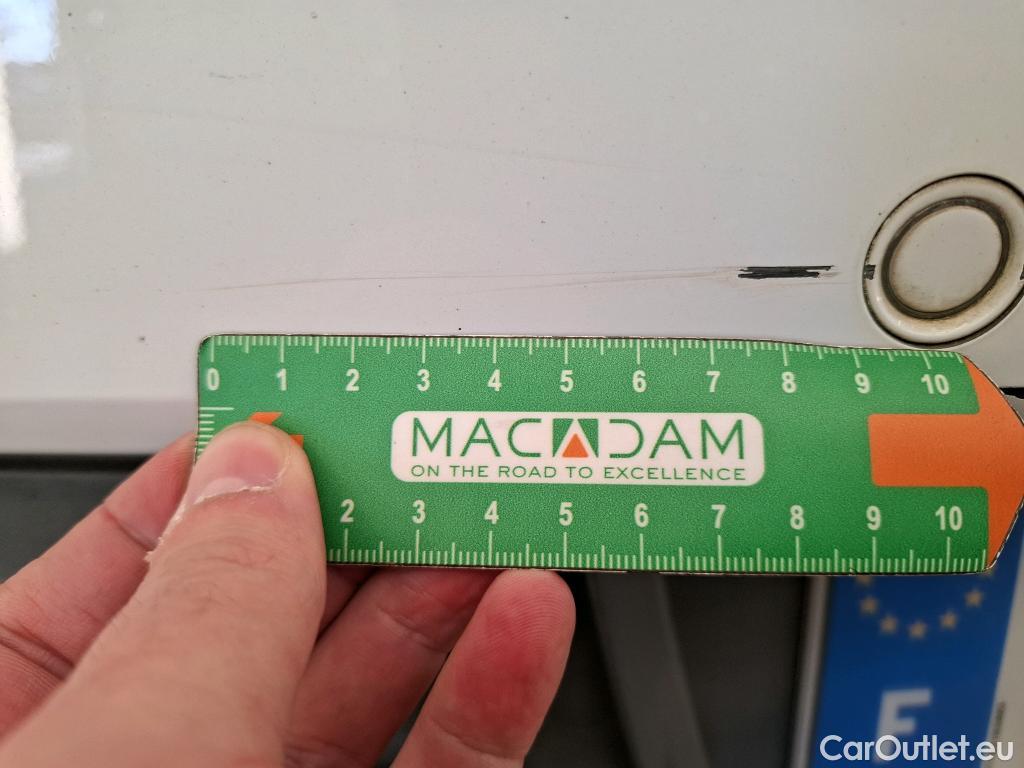 0 1 2 3 4 5 6 7 8 9 10
MACADAM
ON THE ROAD TO EXCELLENCE
2 3 4 5 6 7 8 9 10
F
CarOutlet.eu